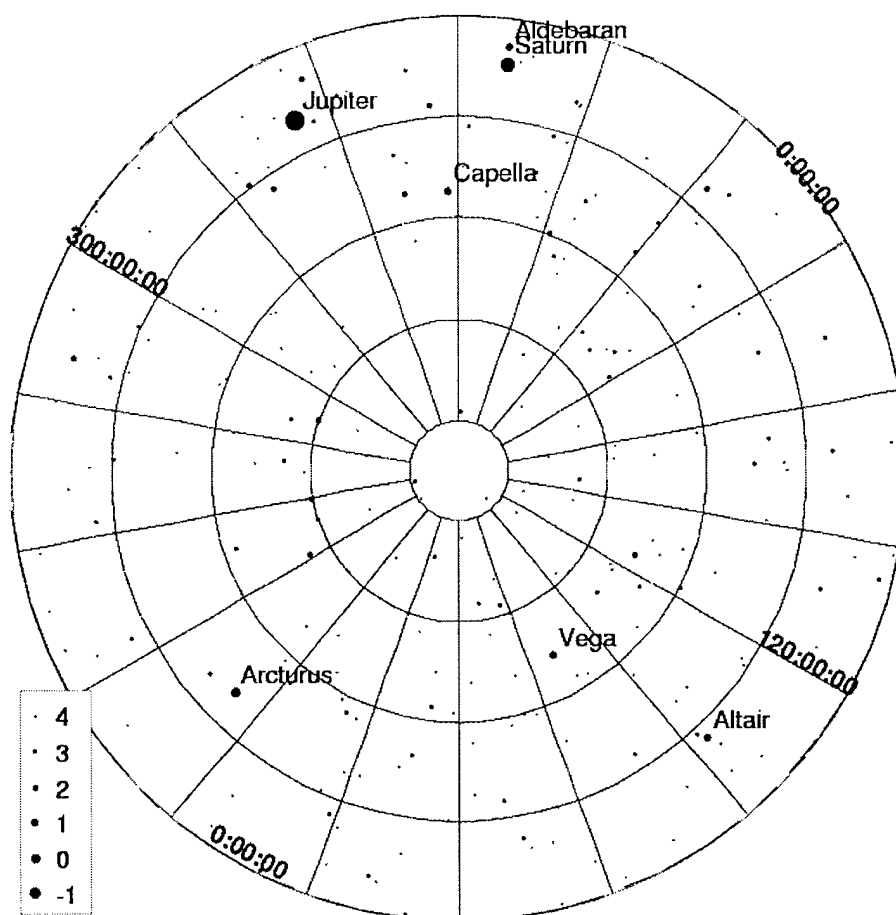 Aldebaran
Saturn
Jupiter
0:00:00
Capella
300:00:00
Vega
120:00:00
Arcturus
Altair
4
3
2
1
0
-1
0:00:00